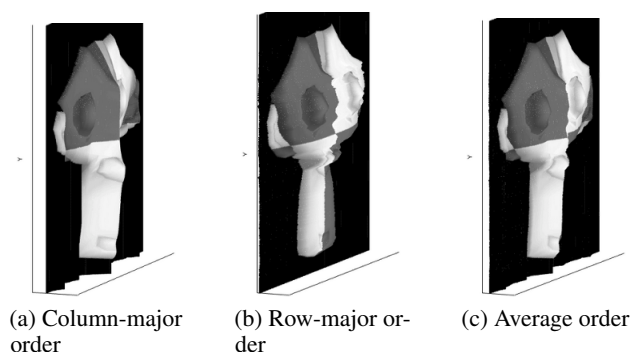 Y
Y
Y
(a) Column-major
order
(b) Row-major or-
der
(c) Average order